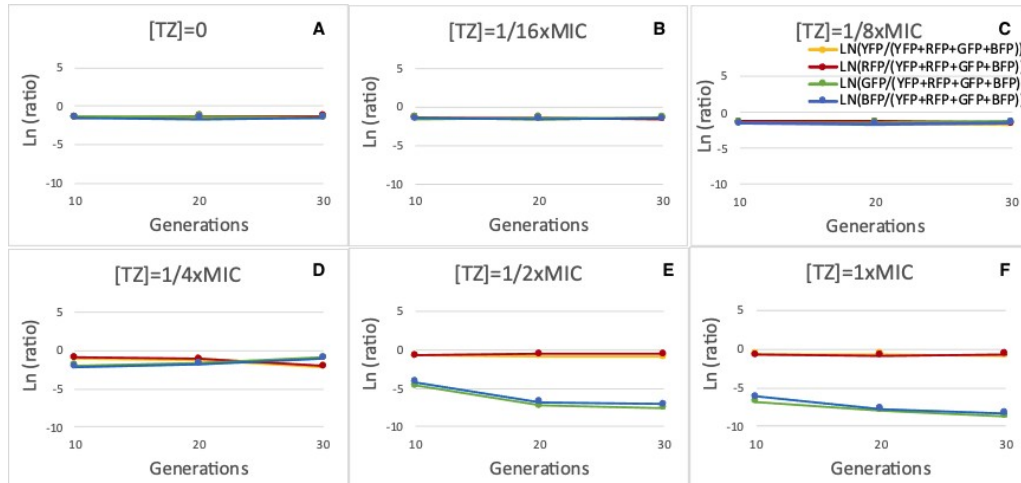 [TZ]=0
A
5
0
-5
-10
Ln (ratio)
10 20 30
Generations
[TZ]=1/16xMIC
B
5
0
-5
-10
Ln (ratio)
10 20 30
Generations
[TZ]=1/8xMIC
C
LN(YFP/(YFP+RFP+GFP+BFP))
LN(RFP/(YFP+RFP+GFP+BFP))
LN(GFP/(YFP+RFP+GFP+BFP)
LN(BFP/(YFP+RFP+GFP+BFP))
5
0
-5
-10
Ln (ratio)
10 20 30
Generations
[TZ]=1/4xMIC
D
5
0
-5
-10
Ln (ratio)
10 20 30
Generations
[TZ]=1/2xMIC
E
5
0
-5
-10
Ln (ratio)
10 20 30
Generations
[TZ]=1xMIC
F
5
0
-5
-10
Ln (ratio)
10 20 30
Generations